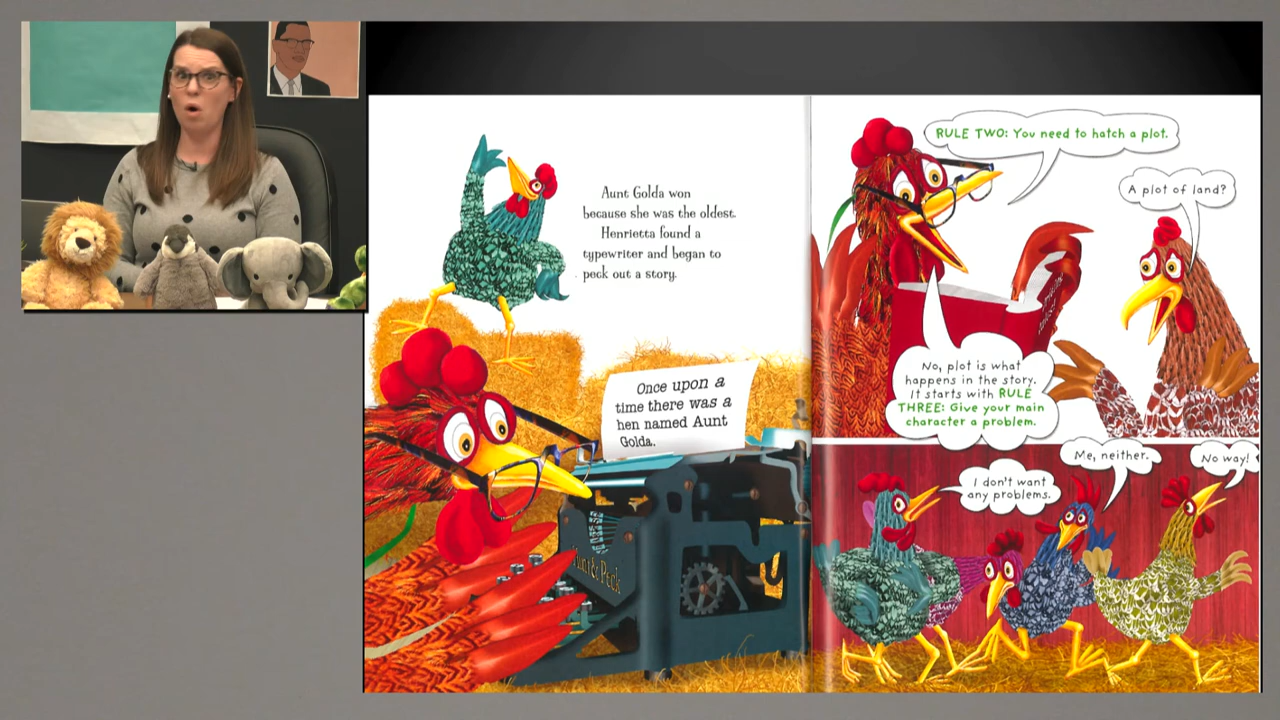 Aunt Golda won
because she was the oldest.
Henrietta found a
typewriter and began to
peck out a story.
Once upon a
time there was a
hen named Aunt
Golda.
Hunt & Peck
RULE TWO: You need to hatch a plot.
A plot of land?
No, plot is what
happens in the story.
It starts with RULE
THREE: Give your main
character a problem.
I don't want
any problems.
Me, neither.
No way!